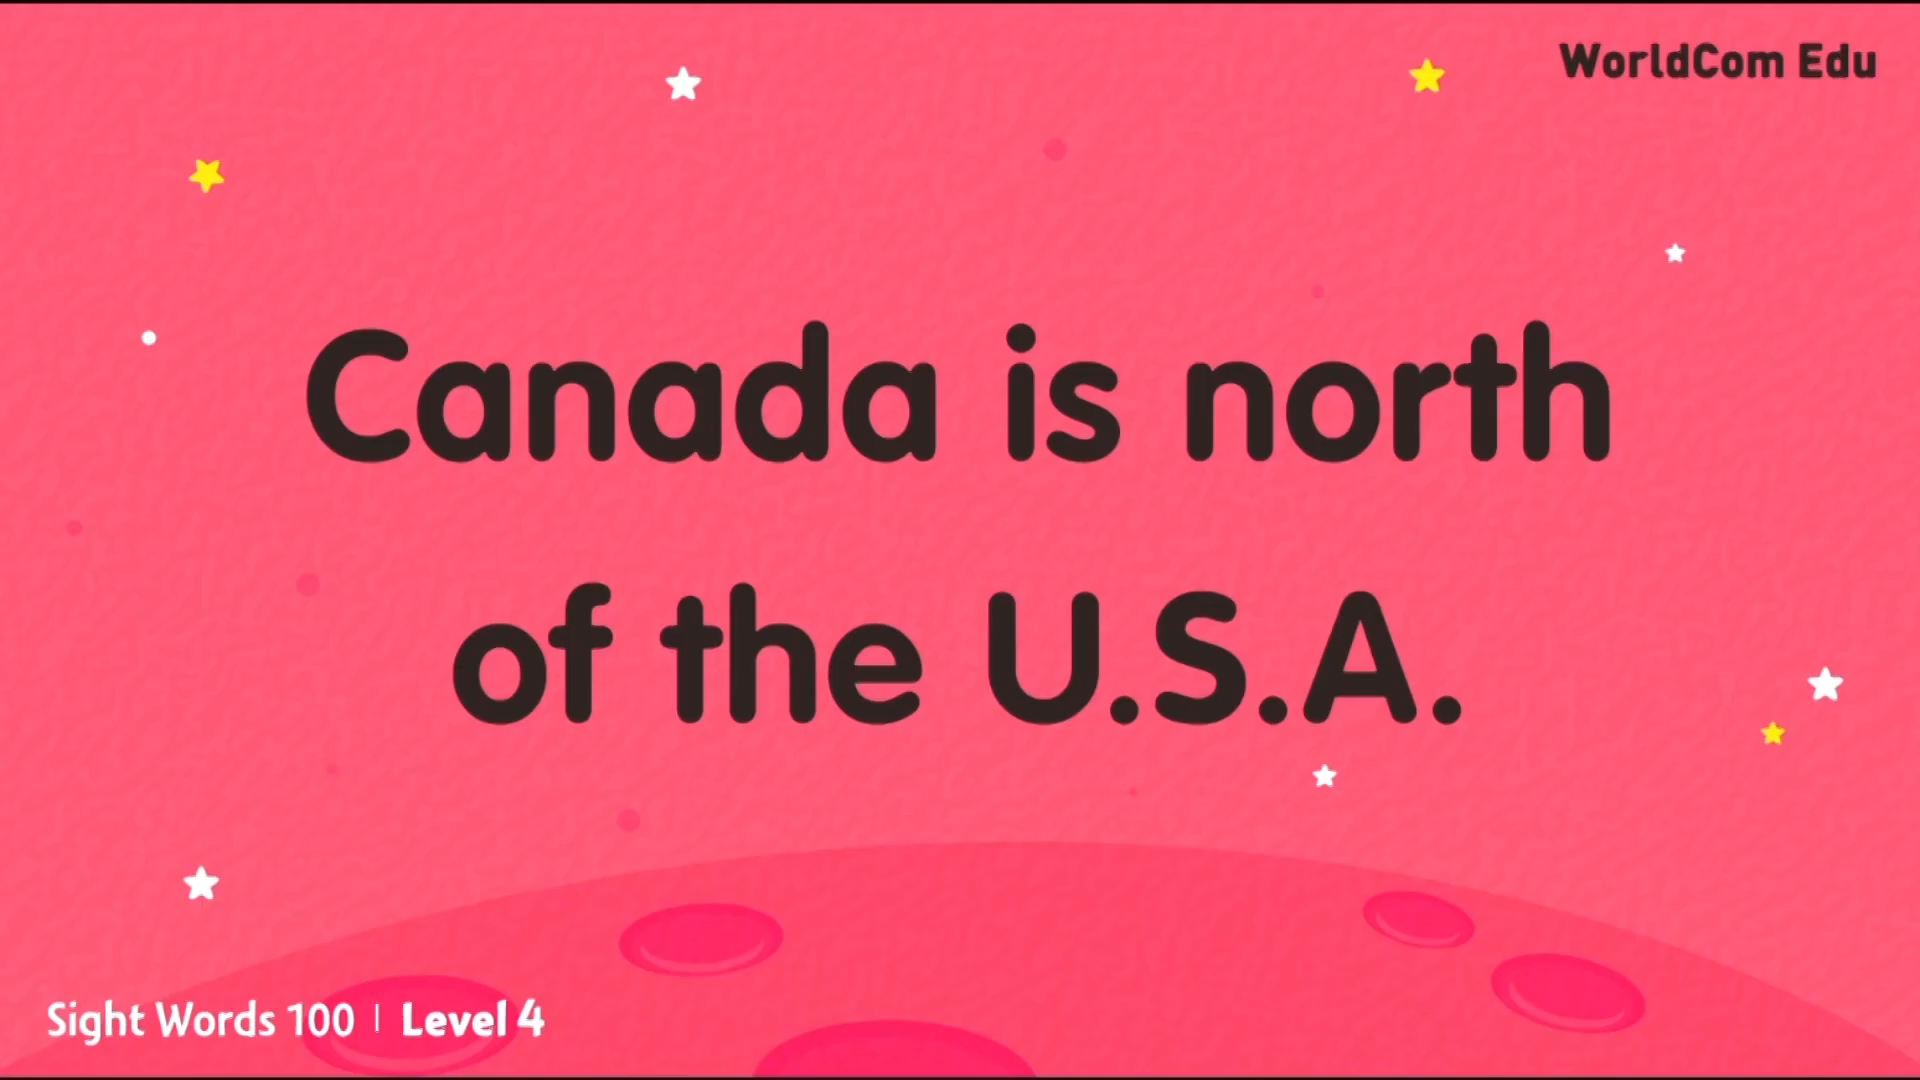 WorldCom Edu
Canada is north
of the U.S.A.
Sight Words 100 | Level 4